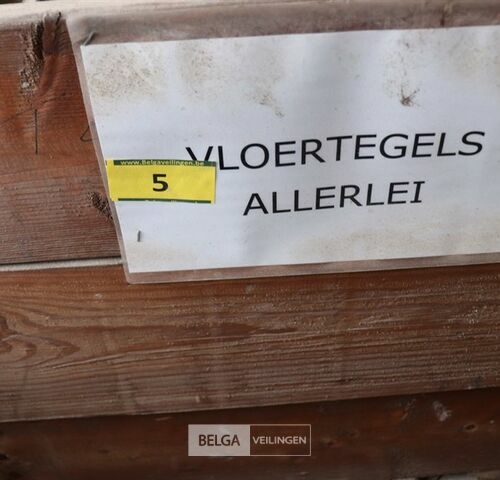 VLOERTEGELS
ALLERLEI
www.Belgaveilingen.be
5
BELGA VEILINGEN